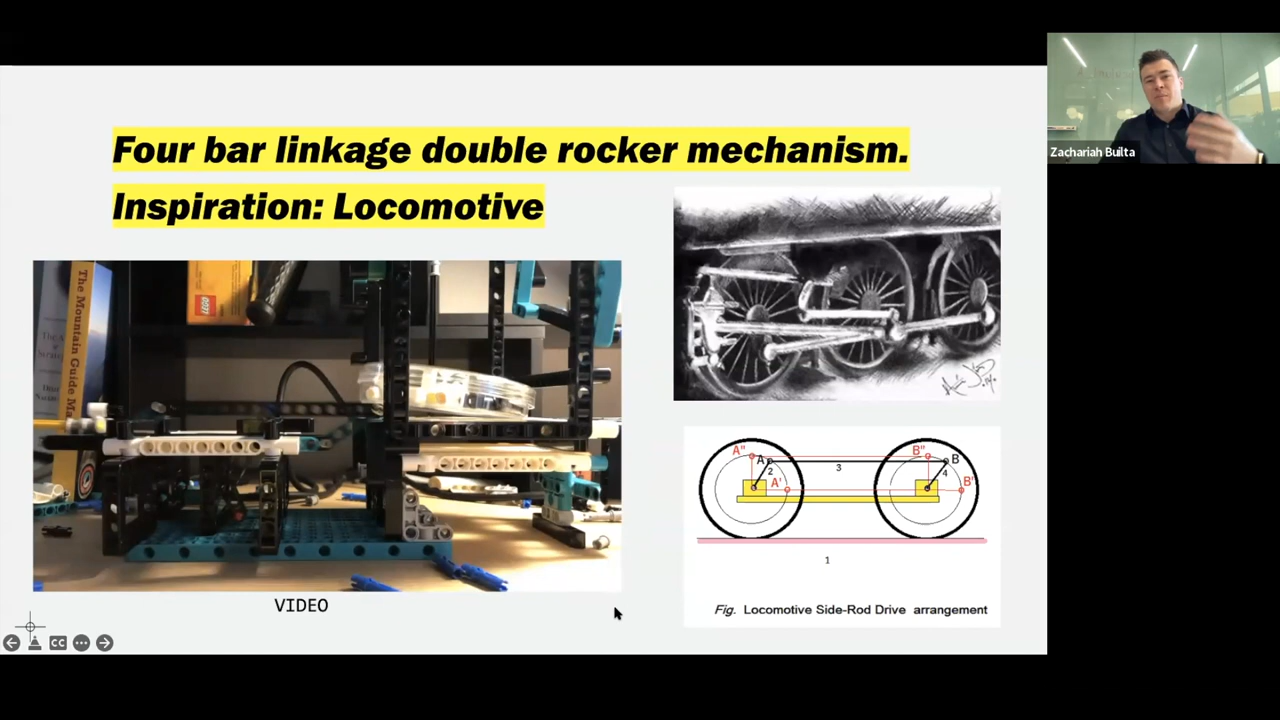 Four bar linkage double rocker mechanism.
Inspiration: Locomotive
Zachariah Builta
The Mountain Guide Ma
LEGO
VIDEO
CC
A"
A
2
A'
3
B"
B
4
B'
1
Fig. Locomotive Side-Rod Drive arrangement